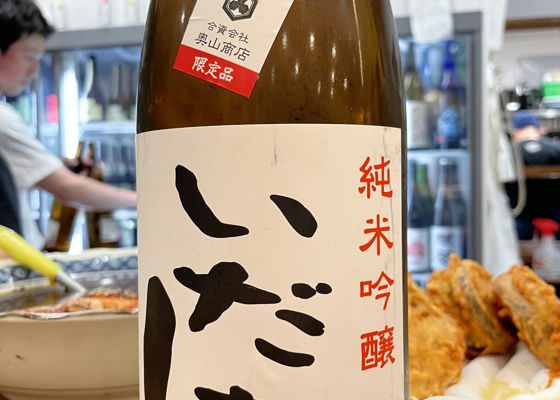 合資会社
奥山商店
限定品
純米吟醸
いだ